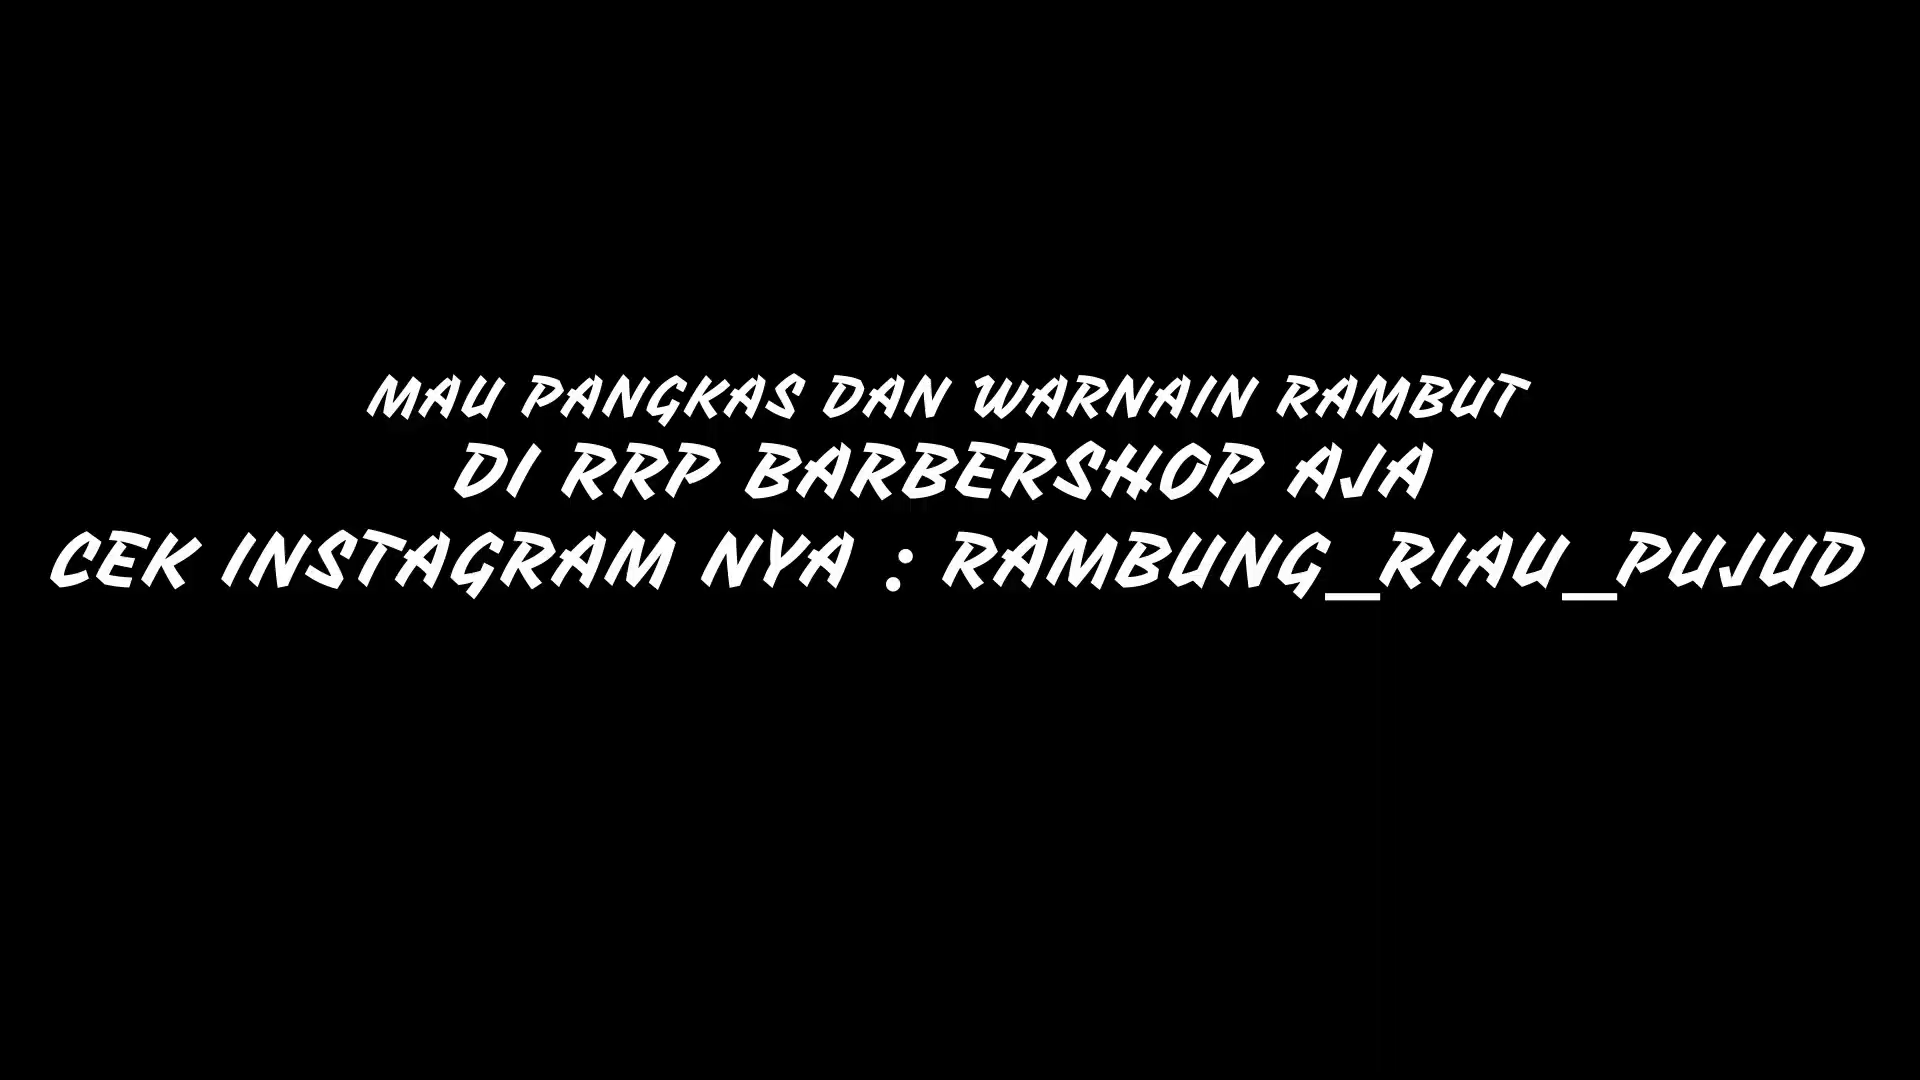 MAU PANGKAS DAN WARNAIN RAMBUT
DI RRP BARBERSHOP AJA
CEK INSTAGRAM NYA : RAMBUNG_RIAU_PUJUD